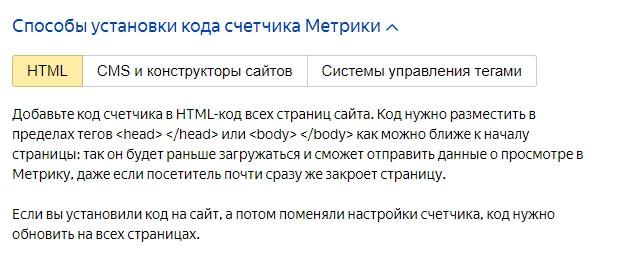 Способы установки кода счетчика Метрики
HTML CMS и конструкторы сайтов Системы управления тегами
Добавьте код счетчика в HTML-код всех страниц сайта. Код нужно разместить в
пределах тегов <head> </head> или <body> </body> как можно ближе к началу
страницы: так он будет раньше загружаться и сможет отправить данные о просмотре в
Метрику, даже если посетитель почти сразу же закроет страницу.
Если вы установили код на сайт, а потом поменяли настройки счетчика, код нужно
обновить на всех страницах.